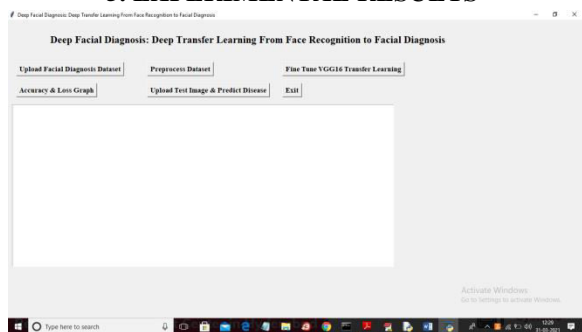 5. EXPERIMENTAL RESULTS
Deep Facial Diagnosis: Deep Transfer Learning From Face Recognition to Facial Diagnosis
Deep Facial Diagnosis: Deep Transfer Learning From Face Recognition to Facial Diagnosis
Upload Facial Diagnosis Dataset Preprocess Dataset Fine Tune VGG16 Transfer Learning
Accuracy & Loss Graph Upload Test Image & Predict Disease Exit
Activate Windows
Go to Settings to activate Windows.
Type here to search
12:29